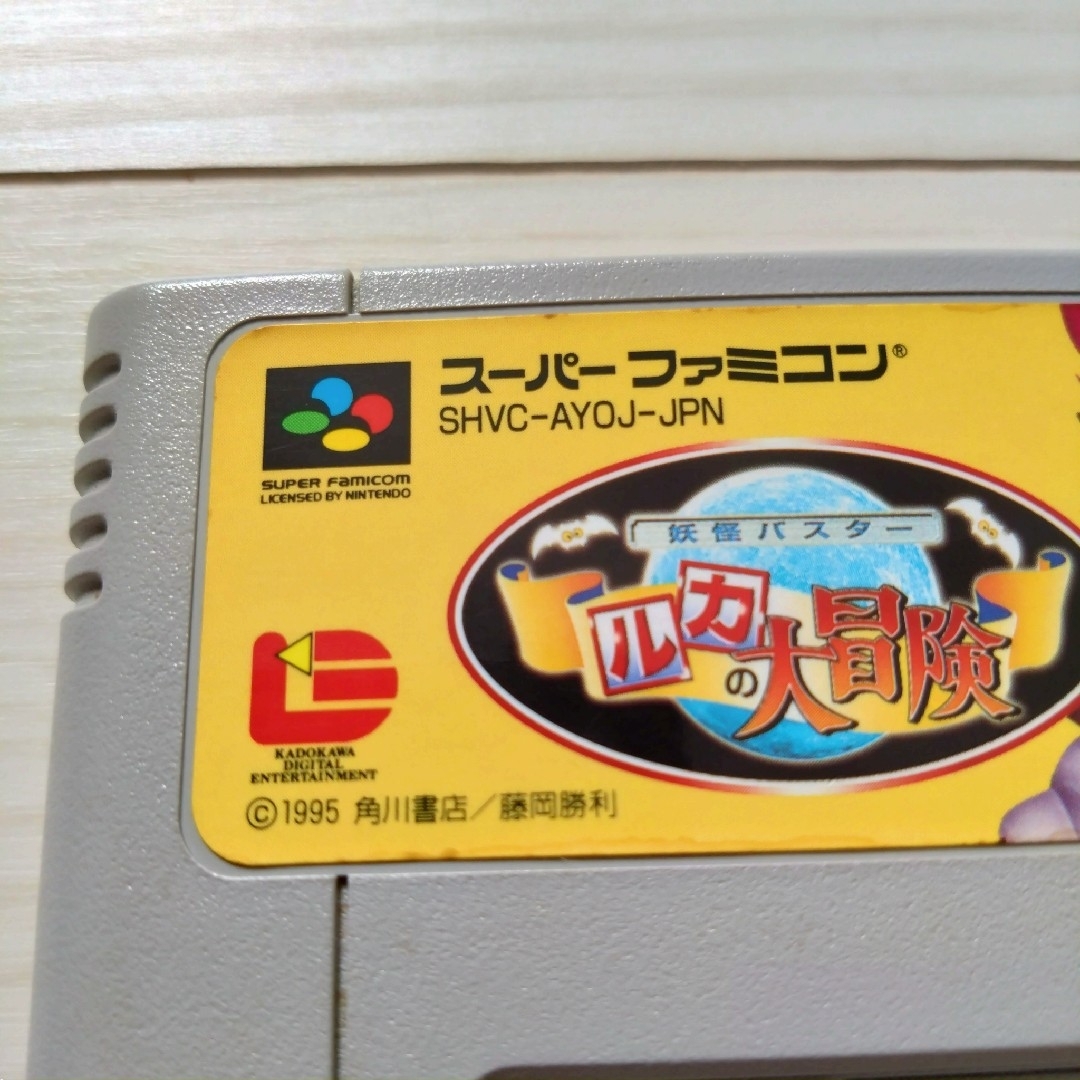 スーパーファミコン®
SHVC-AYOJ-JPN
SUPER FAMICOM
LICENSED BY NINTENDO
妖怪バスター
ルカの大冒険
KADOKAWA
DIGITAL
ENTERTAINMENT
©1995 角川書店／藤岡勝利